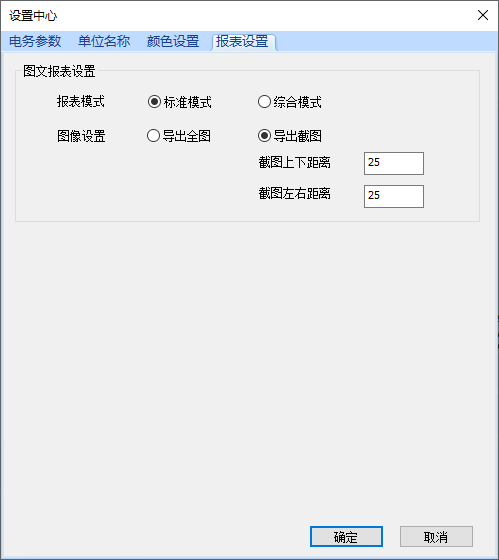 设置中心
电务参数 单位名称 颜色设置 报表设置
图文报表设置
报表模式 标准模式 综合模式
图像设置 导出全图 导出截图
截图上下距离 25
截图左右距离 25
确定 取消